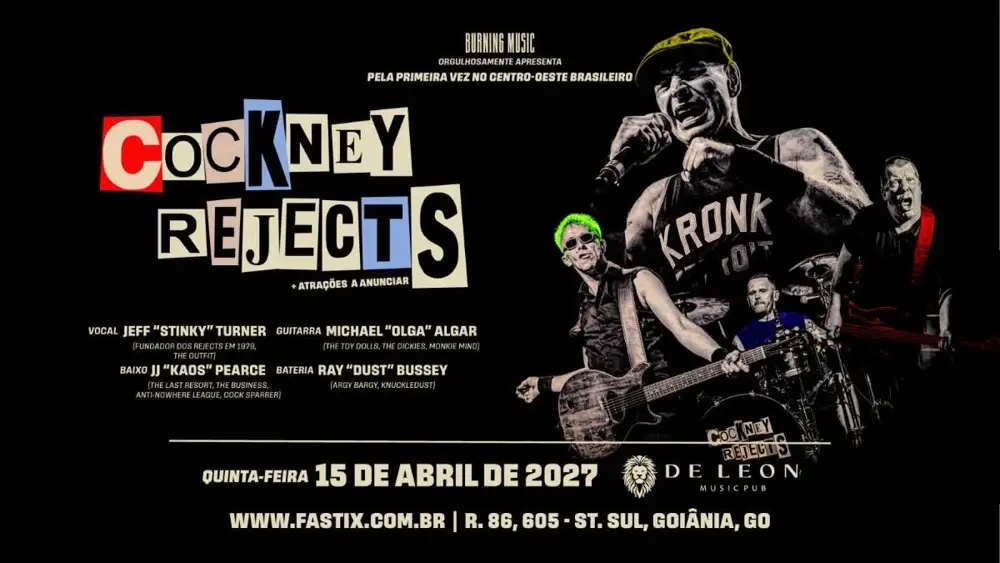 BURNING MUSIC
ORGULHOSAMENTE APRESENTA
PELA PRIMEIRA VEZ NO CENTRO-OESTE BRASILEIRO
COCKNEY
REJECTS
+ ATRAÇÕES A ANUNCIAR
KRONK
VOCAL JEFF "STINKY" TURNER
(FUNDADOR DOS REJECTS EM 1979,
THE OUTFIT)
GUITARRA MICHAEL "OLGA" ALGAR
(THE TOY DOLLS, THE DICKIES, MONKIE MIND)
BAIXO JJ "KAOS" PEARCE
(THE LAST RESORT, THE BUSINESS,
ANTI-NOWHERE LEAGUE, COCK SPARRER)
BATERIA RAY "DUST" BUSSEY
(ARGY BARGY, KNUCKLEDUST)
COCKNEY
REJECTS
QUINTA-FEIRA 15 DE ABRIL DE 2027
DE LEON
MUSIC PUB
WWW.FASTIX.COM.BR | R. 86, 605 - ST. SUL, GOIÂNIA, GO